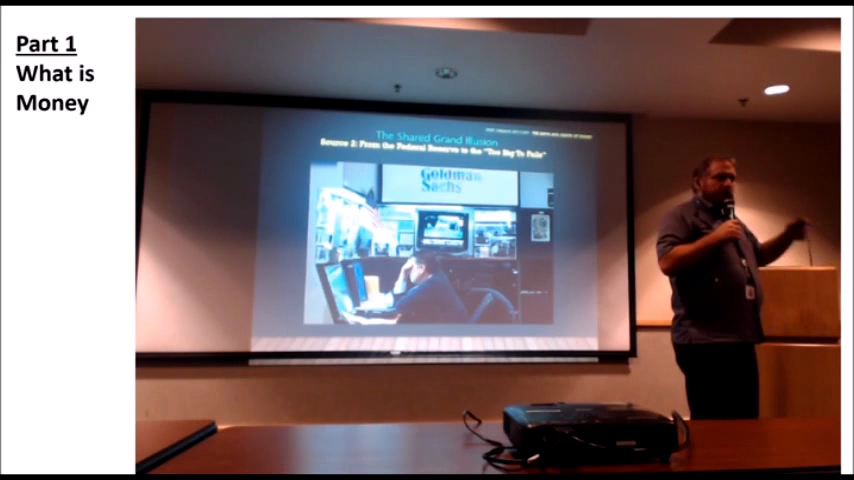 Part 1
What is
Money
The Shared Grand Illusion
Source 2: From the Federal Reserve to the "Too Big To Fails"
Goldman
Sachs